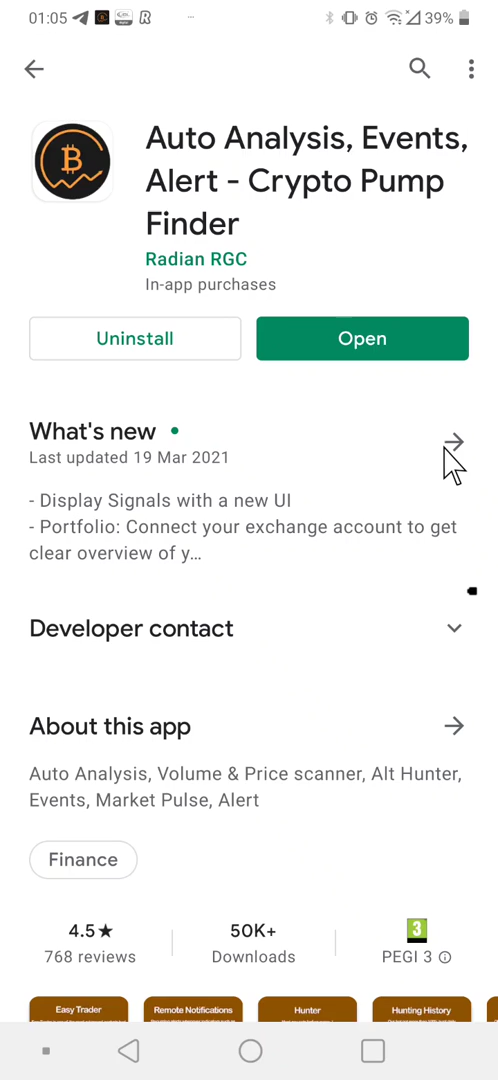 01:05 39%
Auto Analysis, Events,
Alert - Crypto Pump
Finder
Radian RGC
In-app purchases
Uninstall Open
What's new
Last updated 19 Mar 2021
- Display Signals with a new UI
- Portfolio: Connect your exchange account to get
clear overview of y…
Developer contact
About this app
Auto Analysis, Volume & Price scanner, Alt Hunter,
Events, Market Pulse, Alert
Finance
4.5★ 50K+ 3
768 reviews Downloads PEGI 3
Easy Trader Remote Notifications Hunter Hunting History